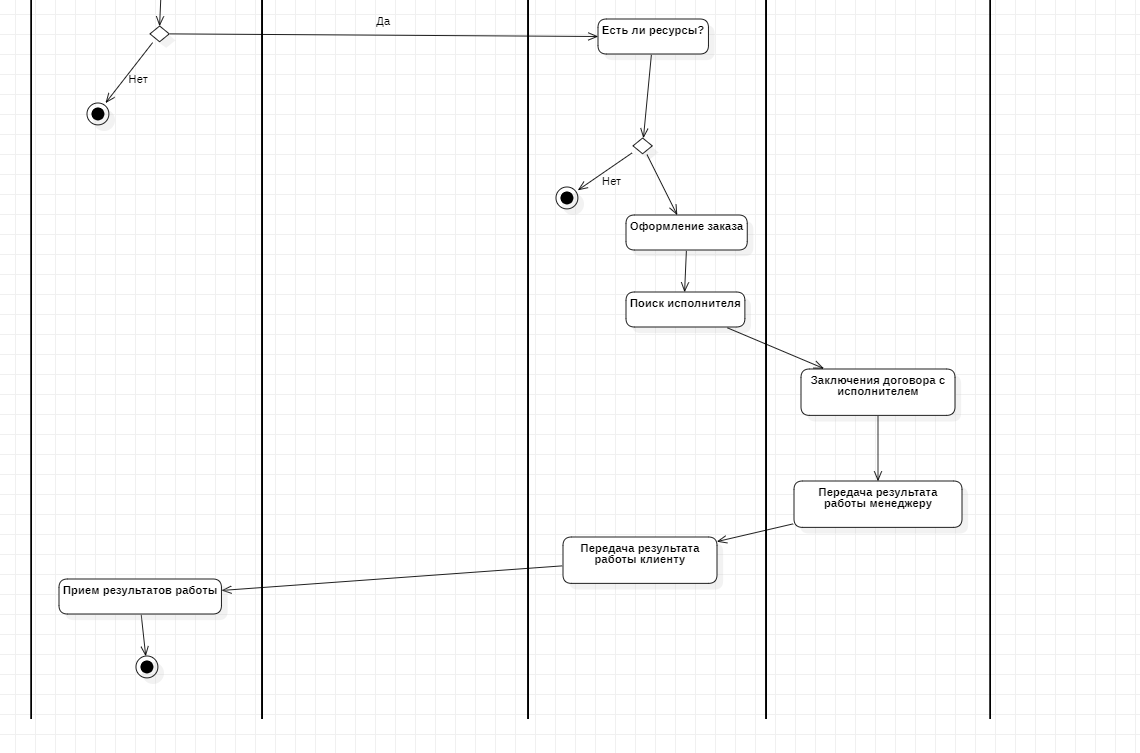 Да
Есть ли ресурсы?
Нет
Нет
Оформление заказа
Поиск исполнителя
Заключения договора с
исполнителем
Передача результата
работы менеджеру
Передача результата
работы клиенту
Прием результатов работы